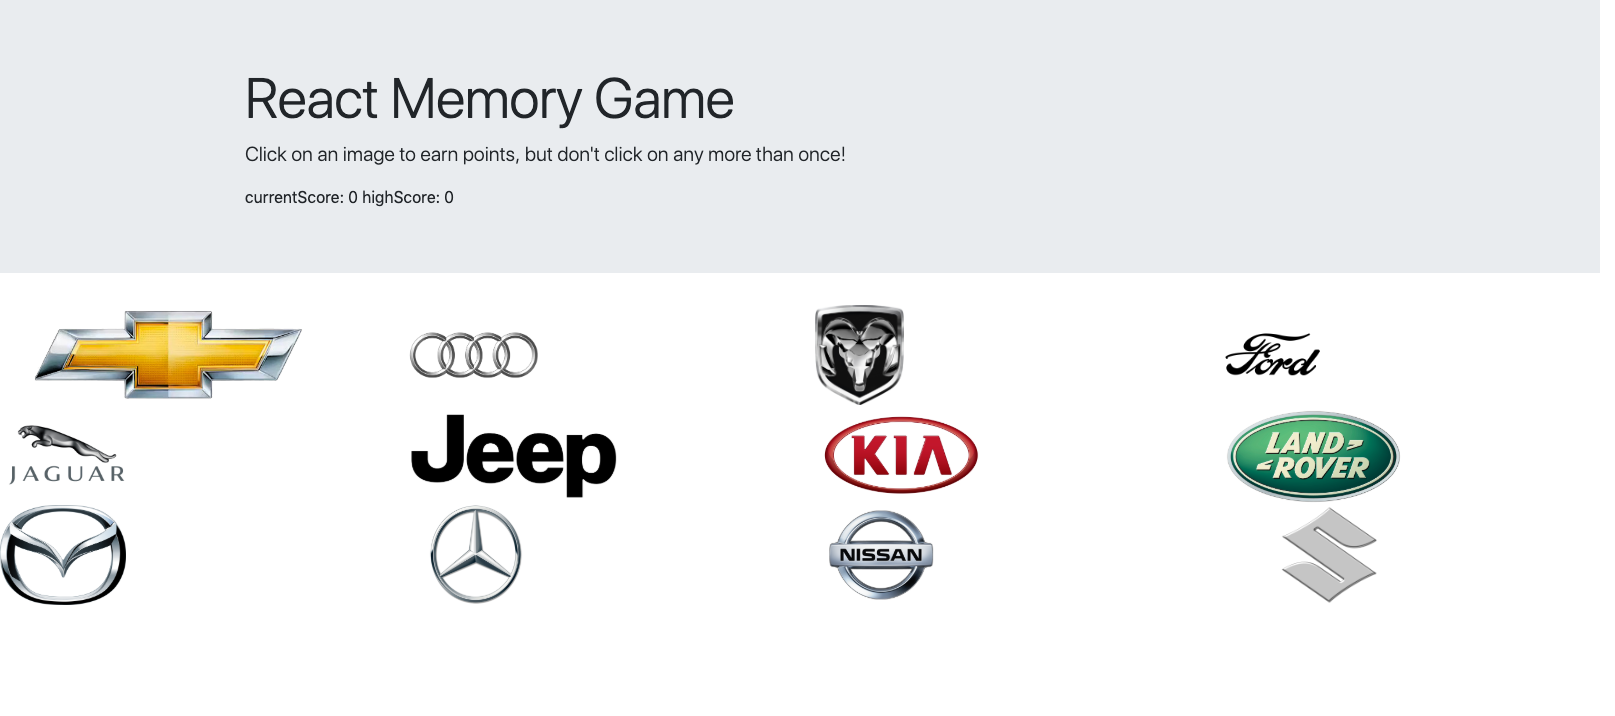 React Memory Game
Click on an image to earn points, but don't click on any more than once!
currentScore: 0 highScore: 0
Ford
JAGUAR
Jeep
KIA
LAND
ROVER
NISSAN